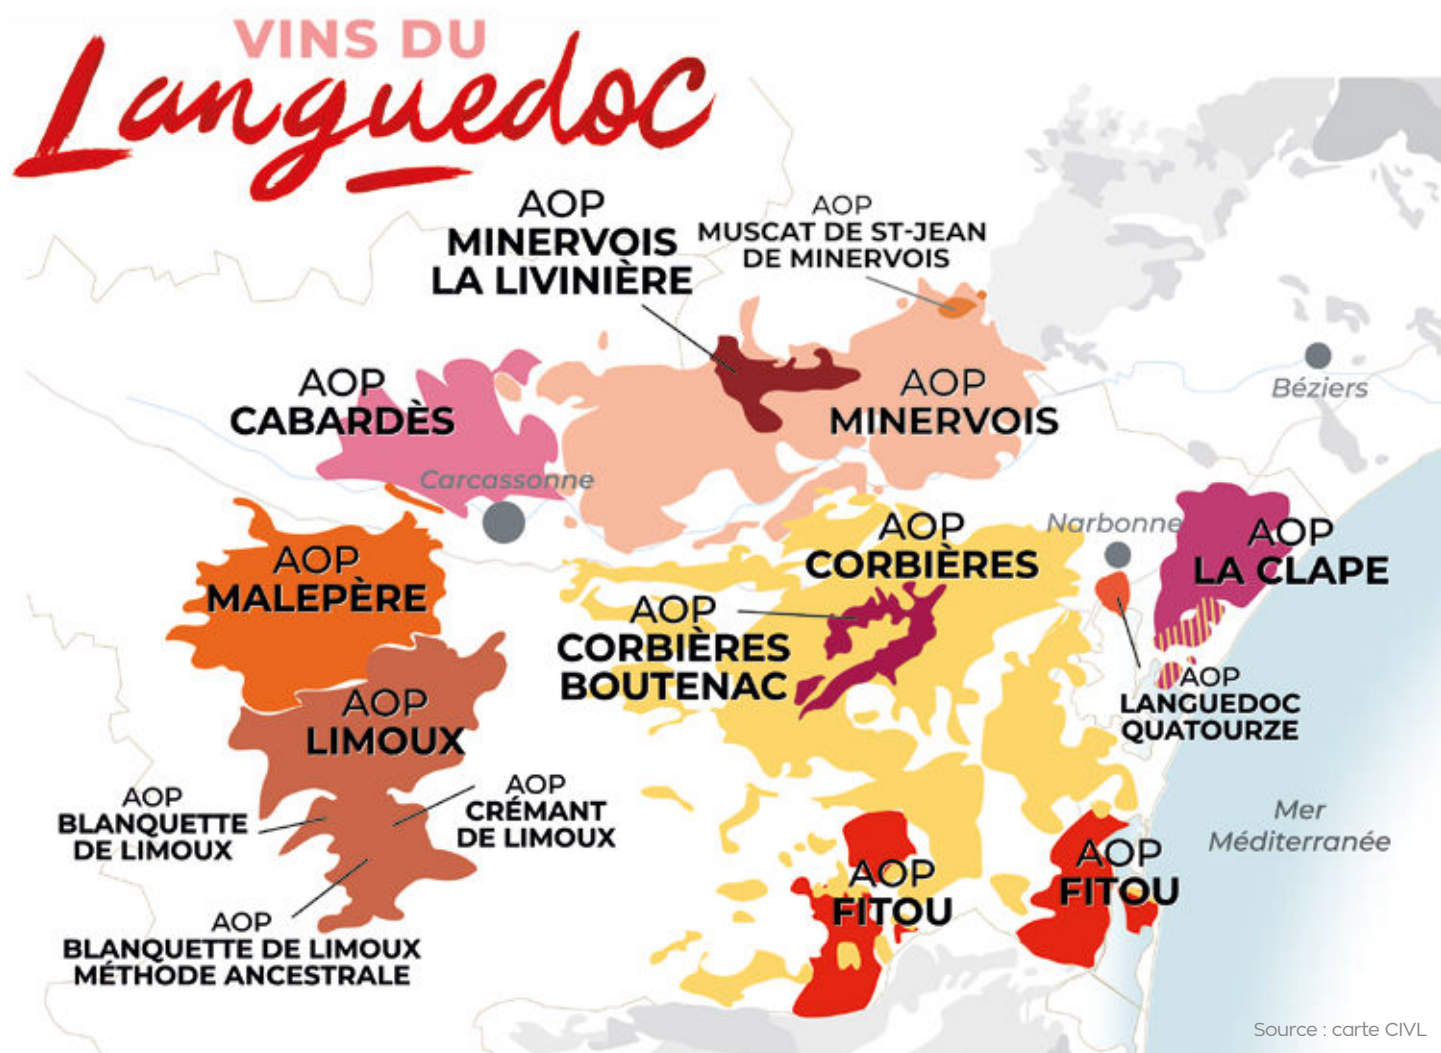 VINS DU
Languedoc
AOP
MINERVOIS
LA LIVINIÈRE
AOP
MUSCAT DE ST-JEAN
DE MINERVOIS
AOP
CABARDÈS
AOP
MINERVOIS
Béziers
Carcassonne
AOP
MALEPÈRE
AOP
CORBIÈRES
Narbonne
AOP
LA CLAPE
AOP
CORBIÈRES
BOUTENAC
AOP
LANGUEDOC
QUATOURZE
AOP
LIMOUX
AOP
BLANQUETTE
DE LIMOUX
AOP
CRÉMANT
DE LIMOUX
Mer
Méditerranée
AOP
FITOU
AOP
FITOU
AOP
BLANQUETTE DE LIMOUX
MÉTHODE ANCESTRALE
Source : carte CIVL